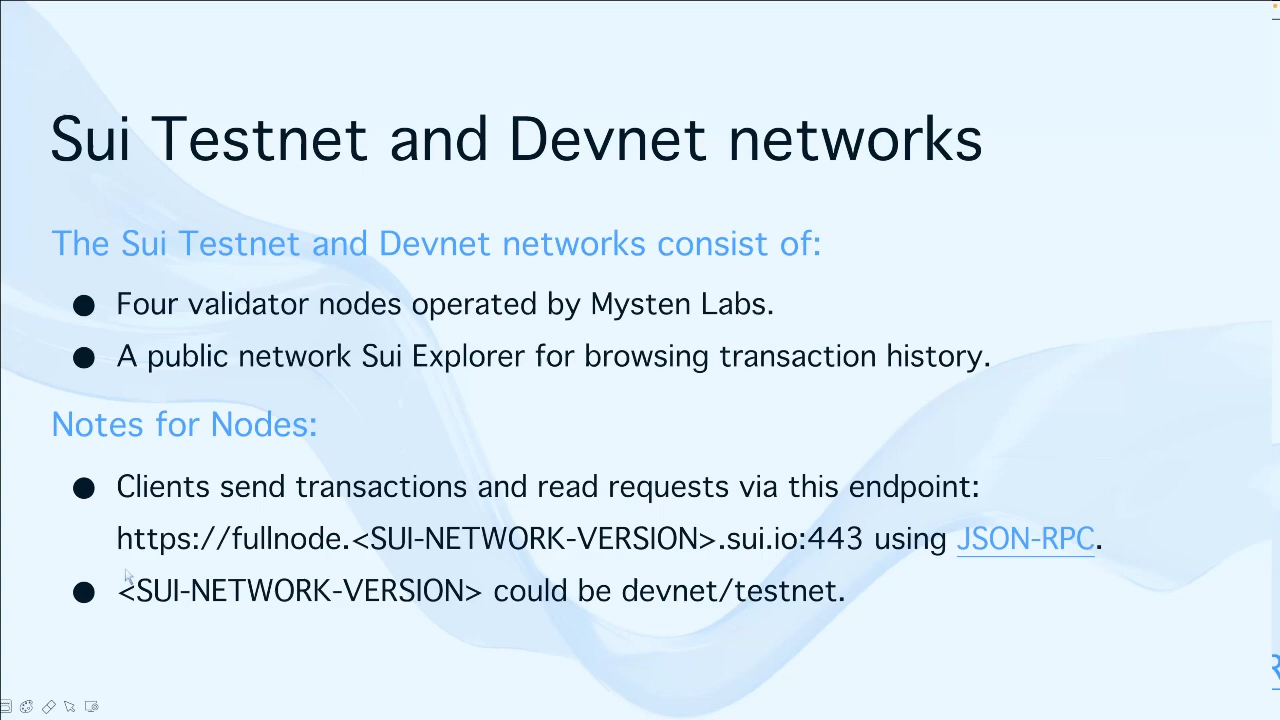 Sui Testnet and Devnet networks
The Sui Testnet and Devnet networks consist of:
● Four validator nodes operated by Mysten Labs.
● A public network Sui Explorer for browsing transaction history.
Notes for Nodes:
● Clients send transactions and read requests via this endpoint:
https://fullnode.<SUI-NETWORK-VERSION>.sui.io:443 using JSON-RPC.
● <SUI-NETWORK-VERSION> could be devnet/testnet.